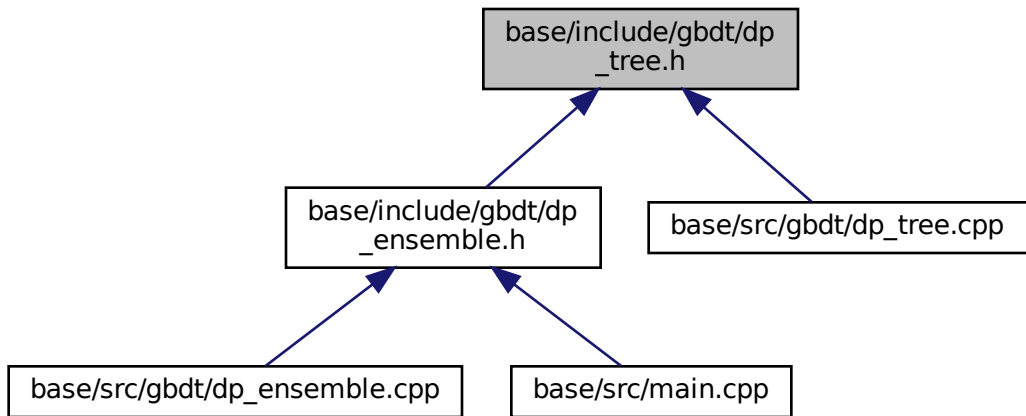 base/include/gbdt/dp
_tree.h
base/include/gbdt/dp
_ensemble.h
base/src/gbdt/dp_tree.cpp
base/src/gbdt/dp_ensemble.cpp
base/src/main.cpp